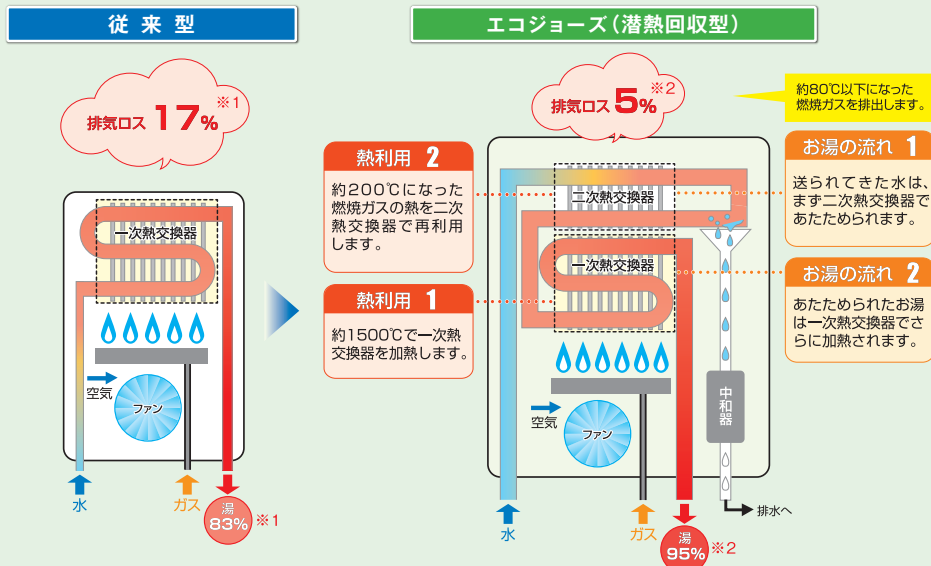 従来型
排気ロス 17% ※1
一次熱交換器
空気
ファン
水
ガス
湯
83% ※1
エコジョーズ（潜熱回収型）
排気ロス 5% ※2
約80℃以下になった
燃焼ガスを排出します。
熱利用 2
約200℃になった
燃焼ガスの熱を二次
熱交換器で再利用
します。
熱利用 1
約1500℃で一次熱
交換器を加熱します。
二次熱交換器
一次熱交換器
空気
ファン
中和器
水
ガス
湯
95% ※2
排水へ
お湯の流れ 1
送られてきた水は、
まず二次熱交換器で
あたためられます。
お湯の流れ 2
あたためられたお湯
は一次熱交換器でさ
らに加熱されます。